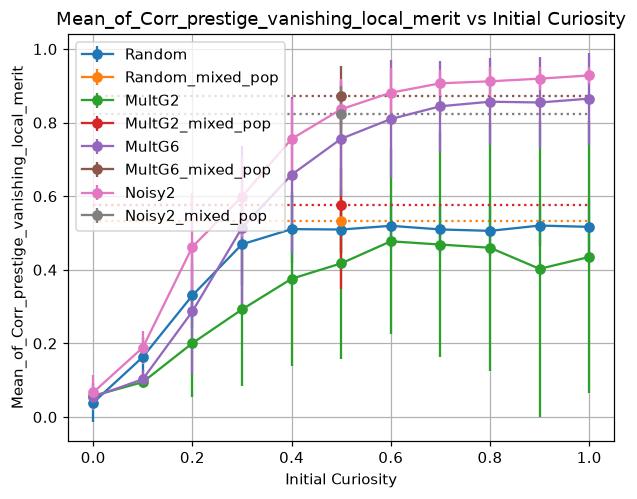 Mean_of_Corr_prestige_vanishing_local_merit vs Initial Curiosity
Mean_of_Corr_prestige_vanishing_local_merit
1.0
0.8
0.6
0.4
0.2
0.0
Random
Random_mixed_pop
MultG2
MultG2_mixed_pop
MultG6
MultG6_mixed_pop
Noisy2
Noisy2_mixed_pop
0.0 0.2 0.4 0.6 0.8 1.0
Initial Curiosity